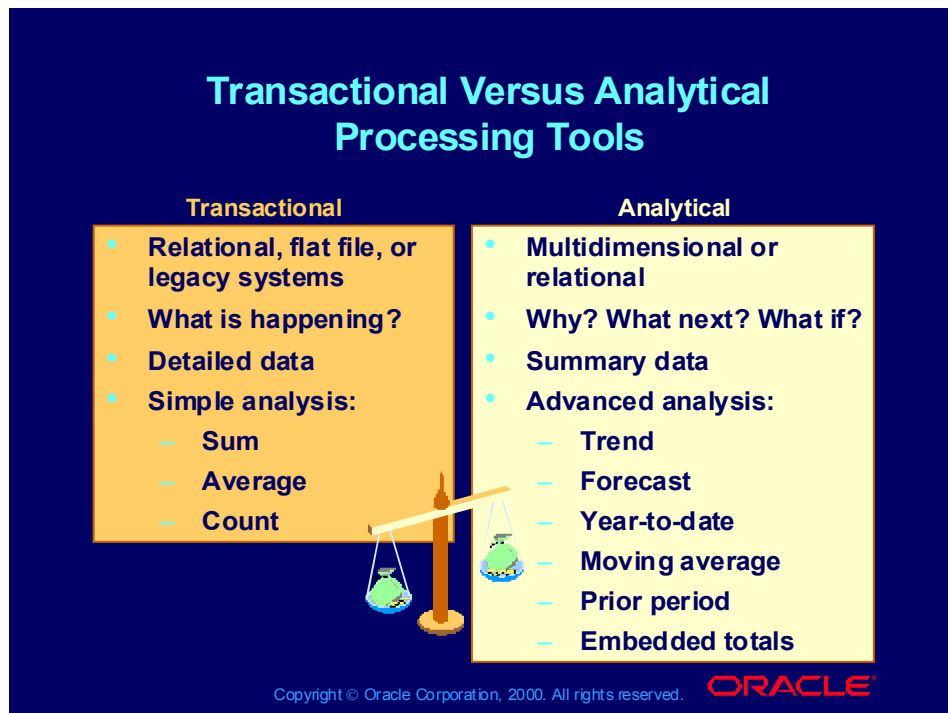 Transactional Versus Analytical
Processing Tools
Transactional
• Relational, flat file, or
legacy systems
• What is happening?
• Detailed data
• Simple analysis:
– Sum
– Average
– Count
Analytical
• Multidimensional or
relational
• Why? What next? What if?
• Summary data
• Advanced analysis:
– Trend
– Forecast
– Year-to-date
– Moving average
– Prior period
– Embedded totals
Copyright © Oracle Corporation, 2000. All rights reserved.
ORACLE®